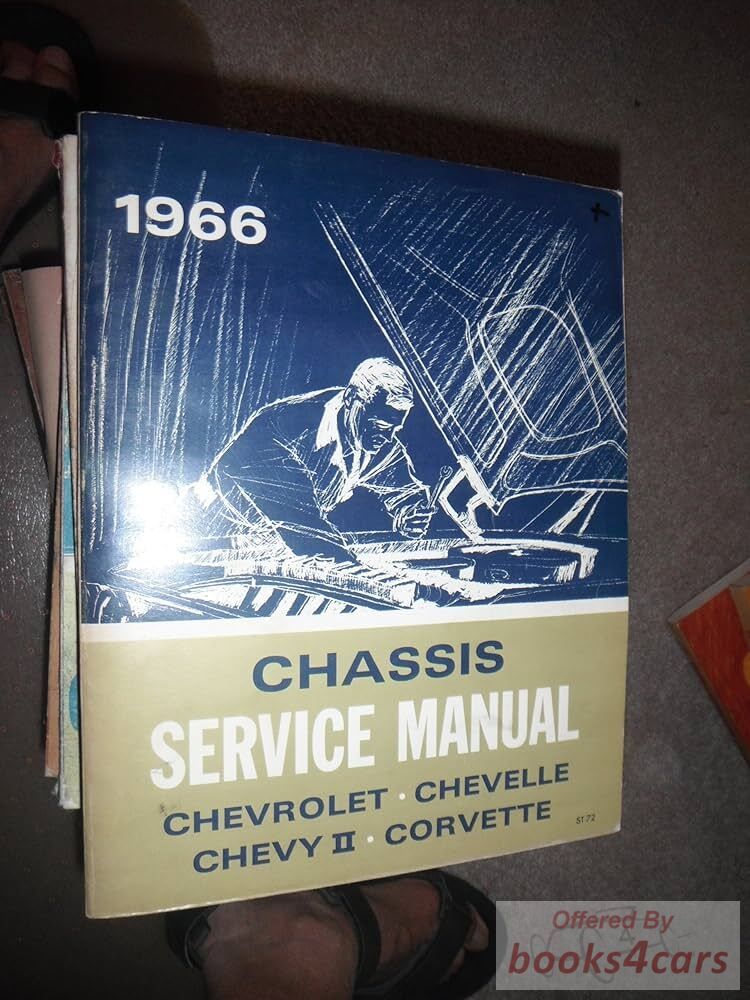 1966
CHASSIS
SERVICE MANUAL
CHEVROLET · CHEVELLE
CHEVY II · CORVETTE
ST 72
Offered By
books4cars